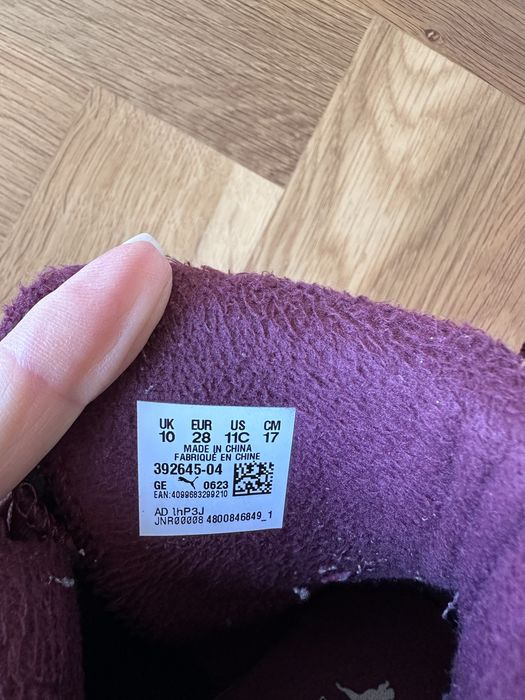 UK EUR US CM
10 28 11C 17
MADE IN CHINA
FABRIQUÉ EN CHINE
392645-04
GE 0623
EAN:4099683299210
AD lhP3J
JNR00008 4800846849_1